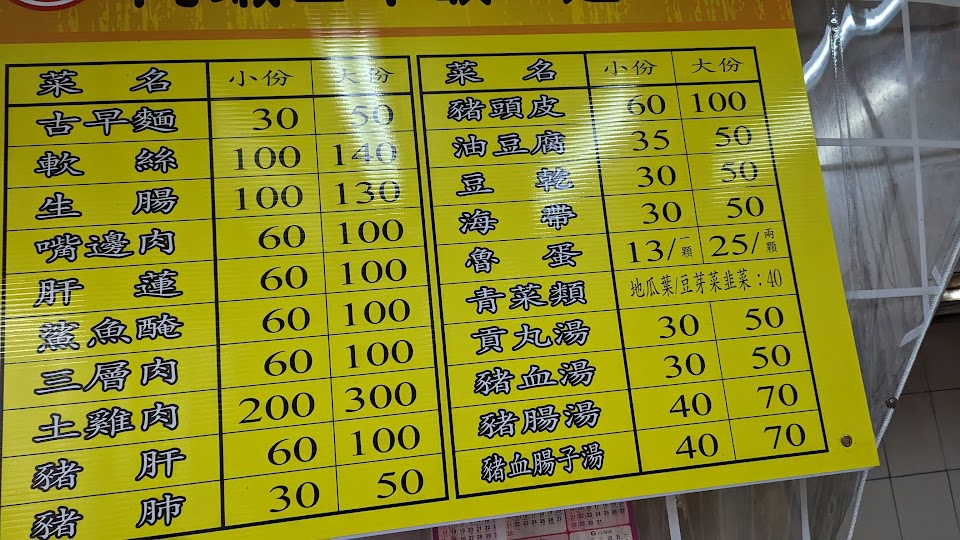 菜 名 小份 大份
古早麵 30 50
軟 絲 100 140
生 腸 100 130
嘴邊肉 60 100
肝 蓮 60 100
鯊魚醃 60 100
三層肉 60 100
土雞肉 200 300
豬 肝 60 100
豬 肺 30 50
菜 名 小份 大份
豬頭皮 60 100
油豆腐 35 50
豆 乾 30 50
海 帶 30 50
魯 蛋 13/一顆 25/兩顆
青菜類 地瓜葉/豆芽菜韭菜:40
貢丸湯 30 50
豬血湯 30 50
豬腸湯 40 70
豬血腸子湯 40 70